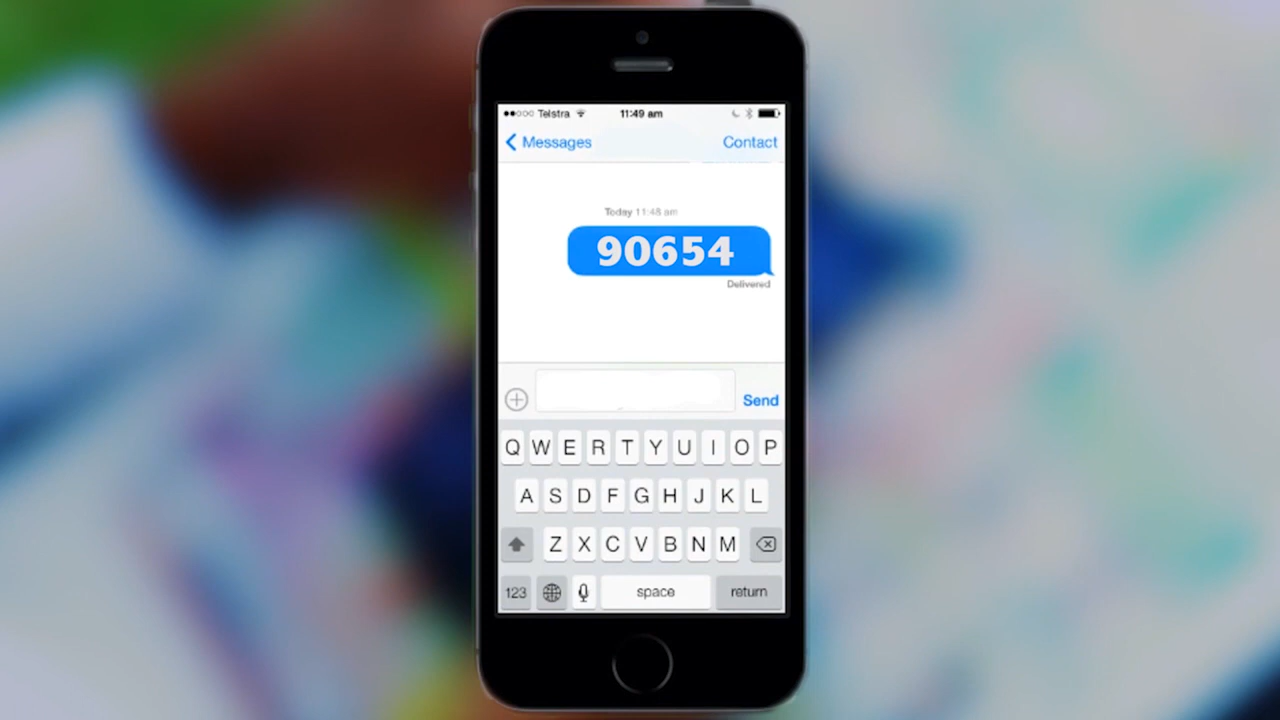 Telstra 11:49 am
Messages Contact
Today 11:48 am
90654
Delivered
Send
Q W E R T Y U I O P
A S D F G H J K L
Z X C V B N M
123 space return